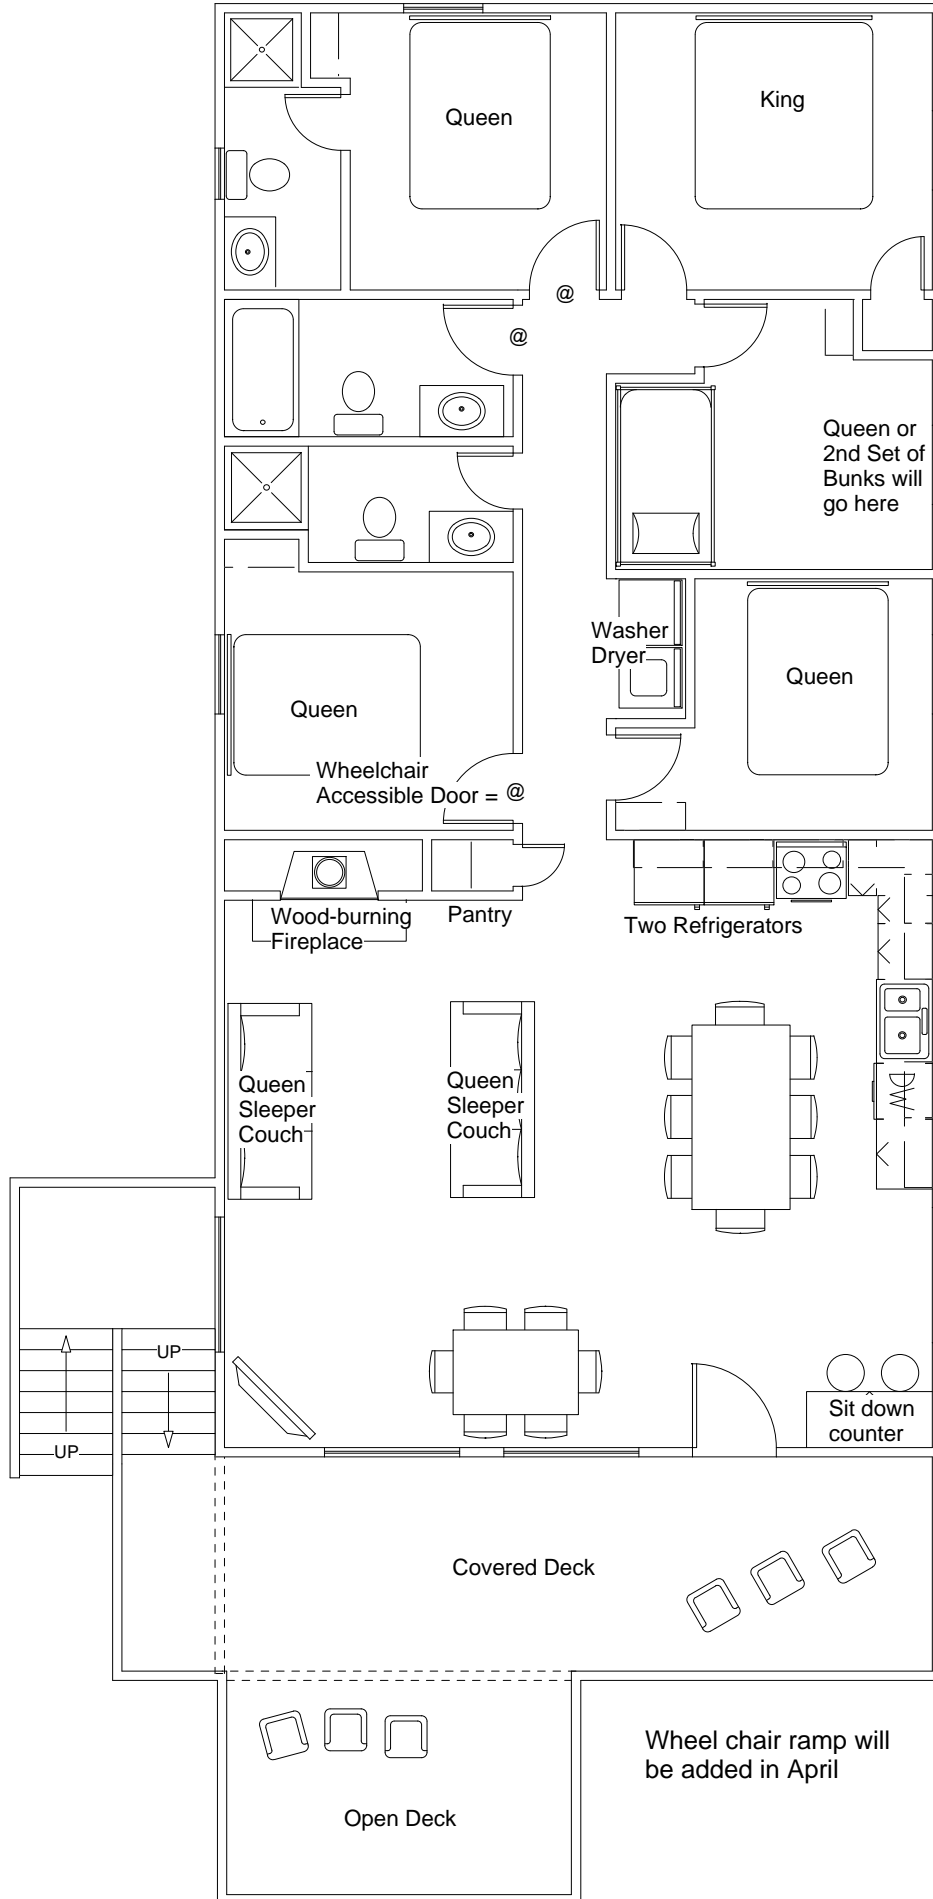 Queen
King
@
@
Queen or
2nd Set of
Bunks will
go here
Washer
Dryer
Queen
Queen
Wheelchair
Accessible Door = @
Wood-burning
Fireplace
Pantry
Two Refrigerators
Queen
Sleeper
Couch
Queen
Sleeper
Couch
DW
UP
UP
Sit down
counter
Covered Deck
Wheel chair ramp will
be added in April
Open Deck